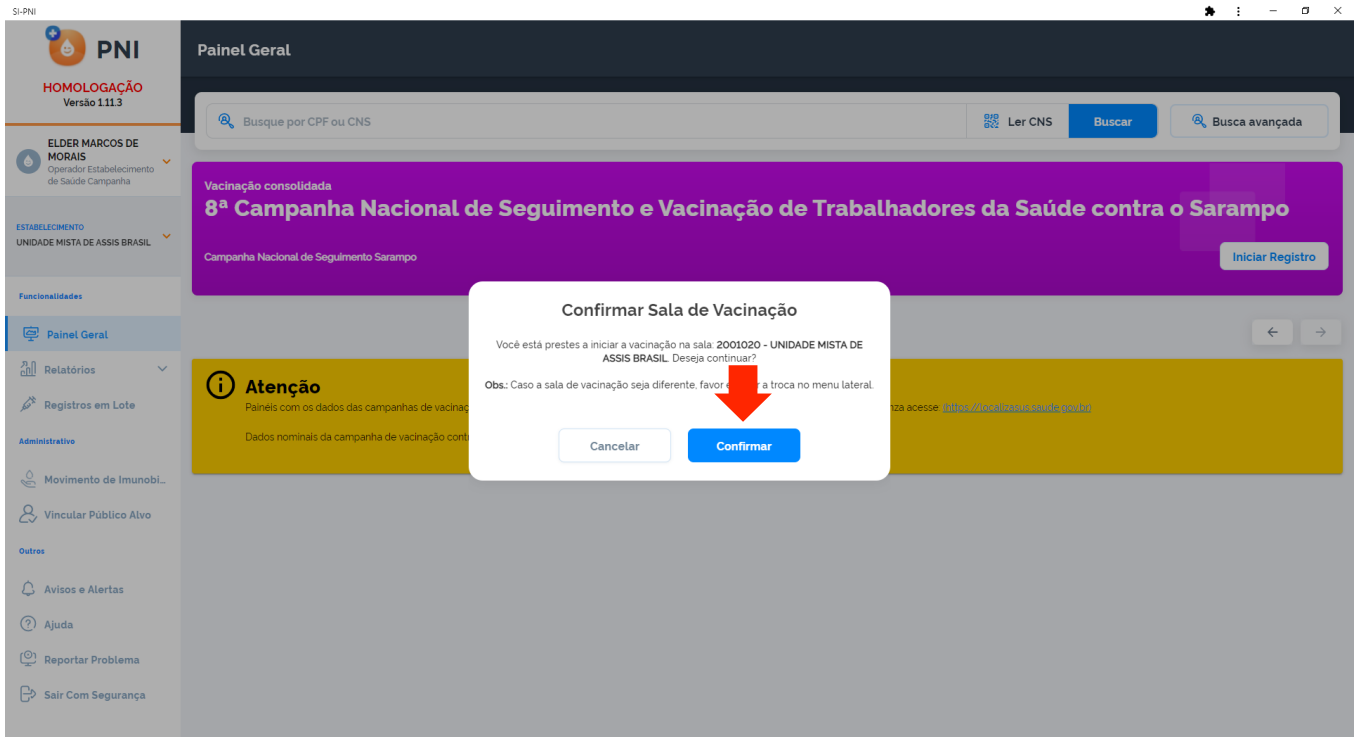 SI-PNI
PNI
HOMOLOGAÇÃO
Versão 1.11.3
ELDER MARCOS DE
MORAIS
Operador Estabelecimento
de Saúde Campanha
ESTABELECIMENTO
UNIDADE MISTA DE ASSIS BRASIL
Funcionalidades
Painel Geral
Relatórios
Registros em Lote
Administrativo
Movimento de Imunobi...
Vincular Público Alvo
Outros
Avisos e Alertas
Ajuda
Reportar Problema
Sair Com Segurança
Painel Geral
Busque por CPF ou CNS
Ler CNS
Buscar
Busca avançada
Vacinação consolidada
8ª Campanha Nacional de Seguimento e Vacinação de Trabalhadores da Saúde contra o Sarampo
Campanha Nacional de Seguimento Sarampo
Iniciar Registro
Confirmar Sala de Vacinação
Você está prestes a iniciar a vacinação na sala: 2001020 - UNIDADE MISTA DE
ASSIS BRASIL. Deseja continuar?
Obs.: Caso a sala de vacinação seja diferente, favor a troca no menu lateral.
Cancelar
Confirmar
Atenção
Painéis com os dados das campanhas de acesse (https://localizasus.saude.gov.br)
Dados nominais da campanha de vacinação